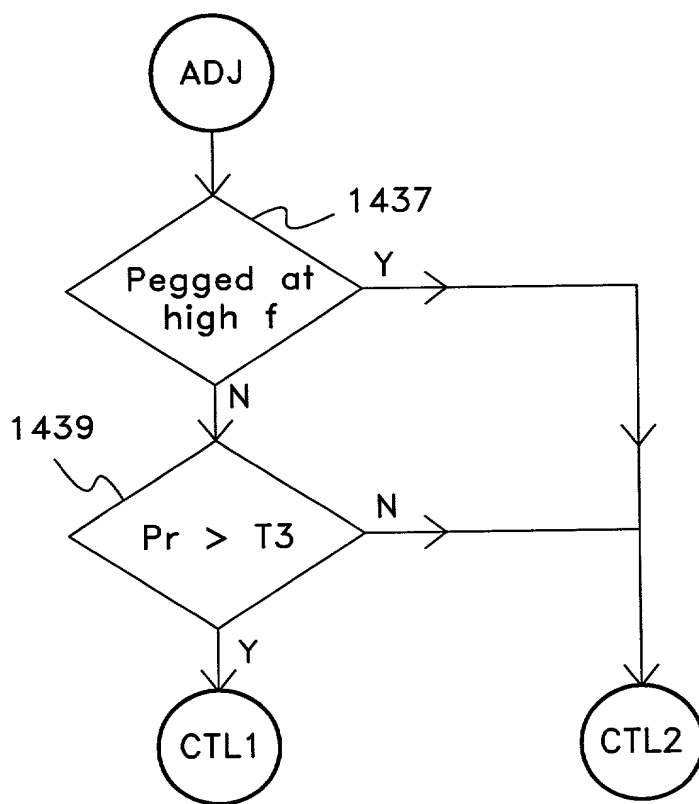 ADJ
1437
Pegged at
high f
Y
N
1439
Pr > T3
N
Y
CTL1
CTL2